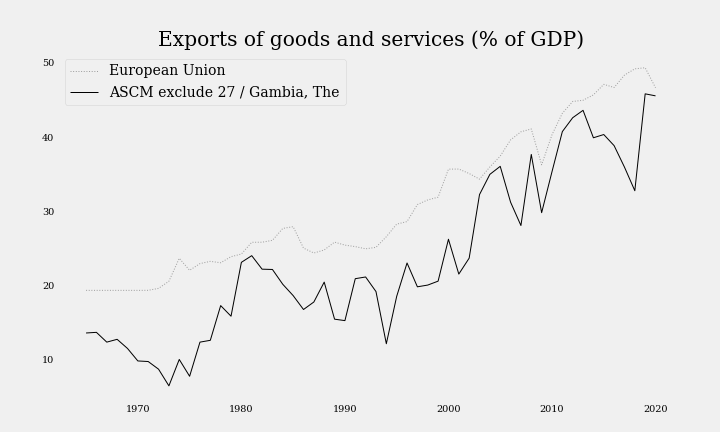 Exports of goods and services (% of GDP)
European Union
ASCM exclude 27 / Gambia, The
50
40
30
20
10
1970 1980 1990 2000 2010 2020